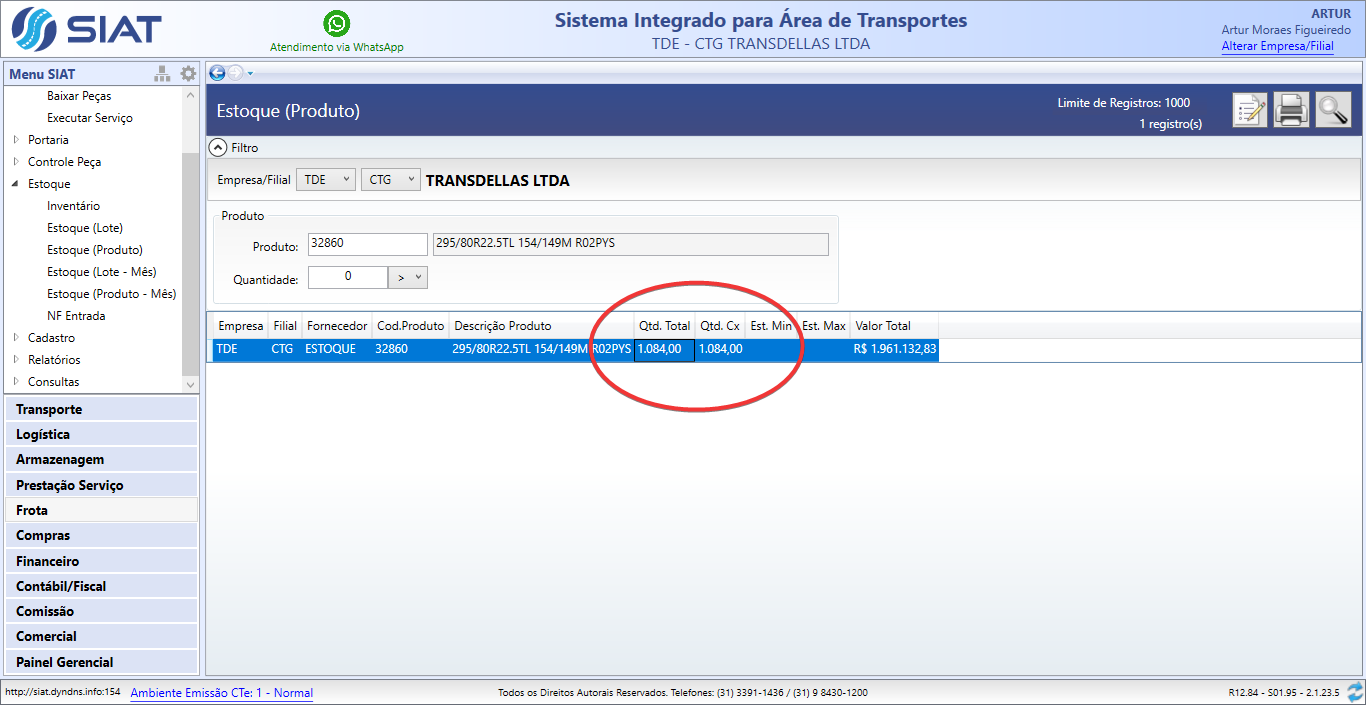 SIAT
Atendimento via WhatsApp
Sistema Integrado para Área de Transportes
TDE - CTG TRANSDELLAS LTDA
ARTUR
Artur Moraes Figueiredo
Alterar Empresa/Filial
Menu SIAT
Baixar Peças
Executar Serviço
Portaria
Controle Peça
Estoque
Inventário
Estoque (Lote)
Estoque (Produto)
Estoque (Lote - Mês)
Estoque (Produto - Mês)
NF Entrada
Cadastro
Relatórios
Consultas
Transporte
Logística
Armazenagem
Prestação Serviço
Frota
Compras
Financeiro
Contábil/Fiscal
Comissão
Comercial
Painel Gerencial
Estoque (Produto)
Limite de Registros: 1000
1 registro(s)
Filtro
Empresa/Filial TDE CTG TRANSDELLAS LTDA
Produto
Produto: 32860 295/80R22.5TL 154/149M R02PYS
Quantidade: 0 >
Empresa Filial Fornecedor Cod.Produto Descrição Produto Qtd. Total Qtd. Cx Est. Min Est. Max Valor Total
TDE CTG ESTOQUE 32860 295/80R22.5TL 154/149M R02PYS 1.084,00 1.084,00 R$ 1.961.132,83
http://siat.dyndns.info:154 Ambiente Emissão CTe: 1 - Normal Todos os Direitos Autorais Reservados. Telefones: (31) 3391-1436 / (31) 9 8430-1200 R12.84 - S01.95 - 2.1.23.5